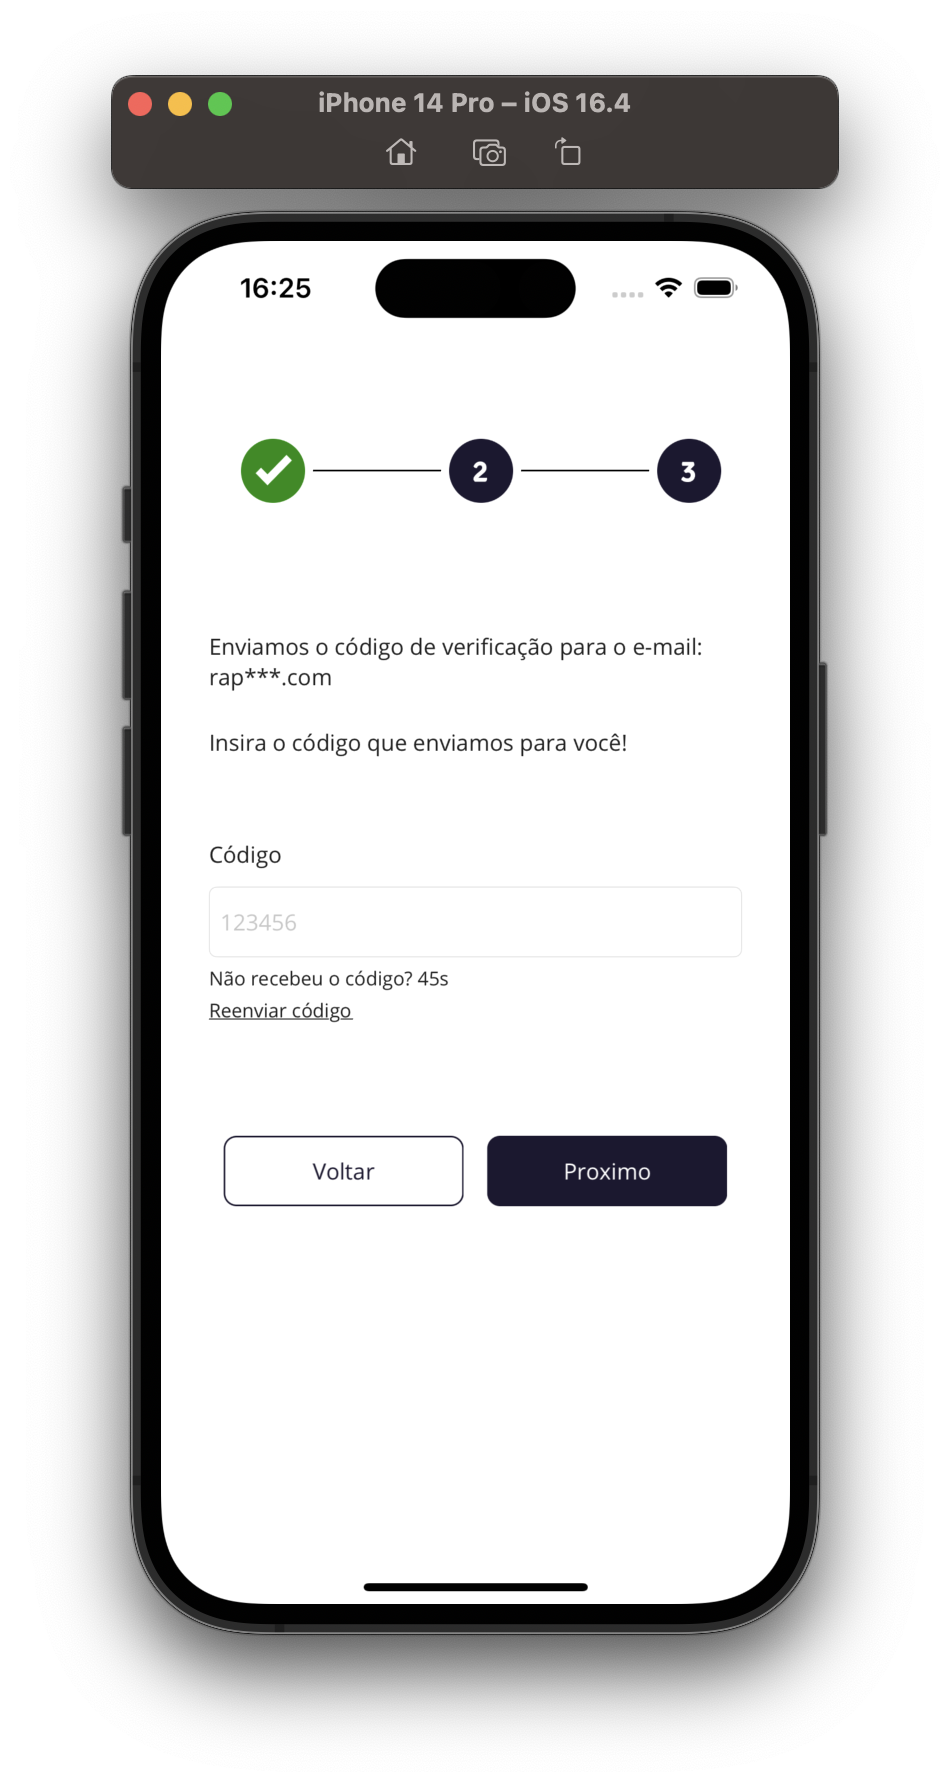 iPhone 14 Pro – iOS 16.4
16:25
2
3
Enviamos o código de verificação para o e-mail:
rap***.com
Insira o código que enviamos para você!
Código
123456
Não recebeu o código? 45s
Reenviar código
Voltar
Proximo